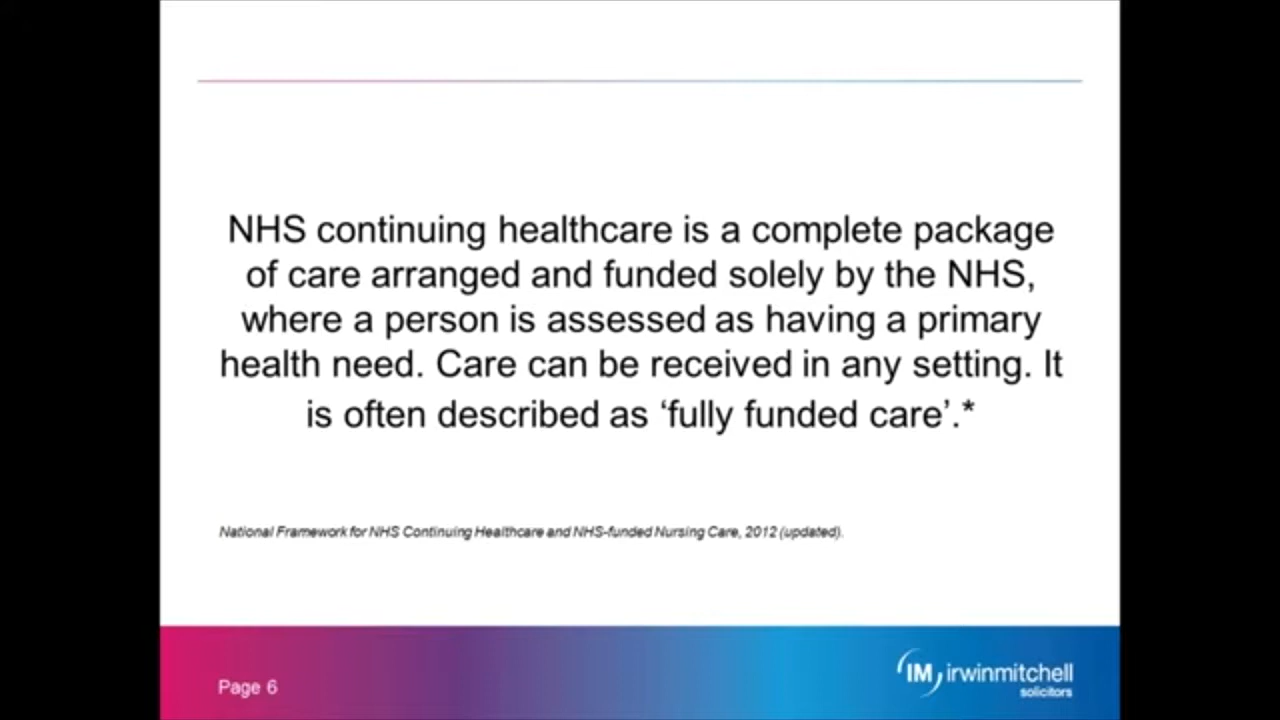 NHS continuing healthcare is a complete package
of care arranged and funded solely by the NHS,
where a person is assessed as having a primary
health need. Care can be received in any setting. It
is often described as ‘fully funded care’.*
National Framework for NHS Continuing Healthcare and NHS-funded Nursing Care, 2012 (updated).
Page 6
IM irwinmitchell
solicitors